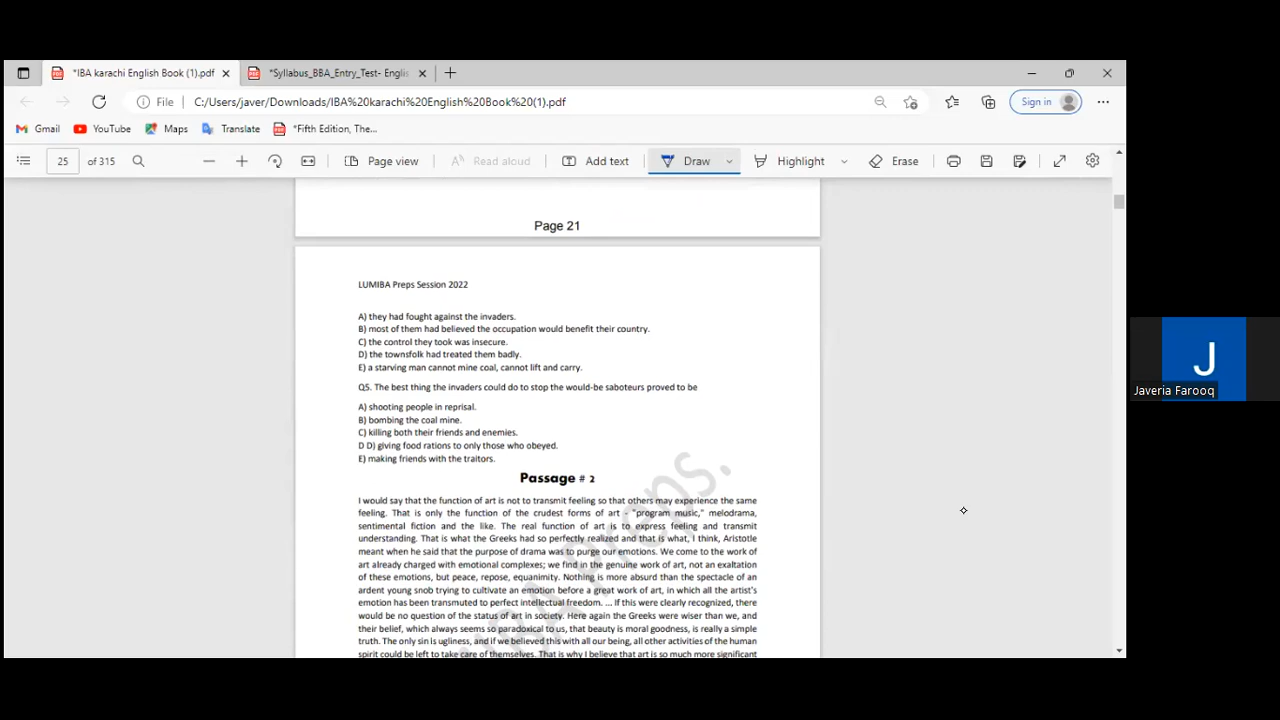 *IBA karachi English Book (1).pdf
*Syllabus_BBA_Entry_Test- Englis
File
C:/Users/javer/Downloads/IBA%20karachi%20English%20Book%20(1).pdf
Sign in
Gmail
YouTube
Maps
Translate
*Fifth Edition, The...
25
of 315
Page view
Read aloud
Add text
Draw
Highlight
Erase
Page 21
LUMIBA Preps Session 2022
A) they had fought against the invaders.
B) most of them had believed the occupation would benefit their country.
C) the control they took was insecure.
D) the townsfolk had treated them badly.
E) a starving man cannot mine coal, cannot lift and carry.
Q5. The best thing the invaders could do to stop the would-be saboteurs proved to be
A) shooting people in reprisal.
B) bombing the coal mine.
C) killing both their friends and enemies.
D D) giving food rations to only those who obeyed.
E) making friends with the traitors.
Passage # 2
I would say that the function of art is not to transmit feeling so that others may experience the same
feeling. That is only the function of the crudest forms of art - "program music," melodrama,
sentimental fiction and the like. The real function of art is to express feeling and transmit
understanding. That is what the Greeks had so perfectly realized and that is what, I think, Aristotle
meant when he said that the purpose of drama was to purge our emotions. We come to the work of
art already charged with emotional complexes; we find in the genuine work of art, not an exaltation
of these emotions, but peace, repose, equanimity. Nothing is more absurd than the spectacle of an
ardent young snob trying to cultivate an emotion before a great work of art, in which all the artist's
emotion has been transmuted to perfect intellectual freedom. ... If this were clearly recognized, there
would be no question of the status of art in society. Here again the Greeks were wiser than we, and
their belief, which always seems so paradoxical to us, that beauty is moral goodness, is really a simple
truth. The only sin is ugliness, and if we believed this with all our being, all other activities of the human
spirit could be left to take care of themselves. That is why I believe that art is so much more significant
IBA Preps.
J
Javeria Farooq